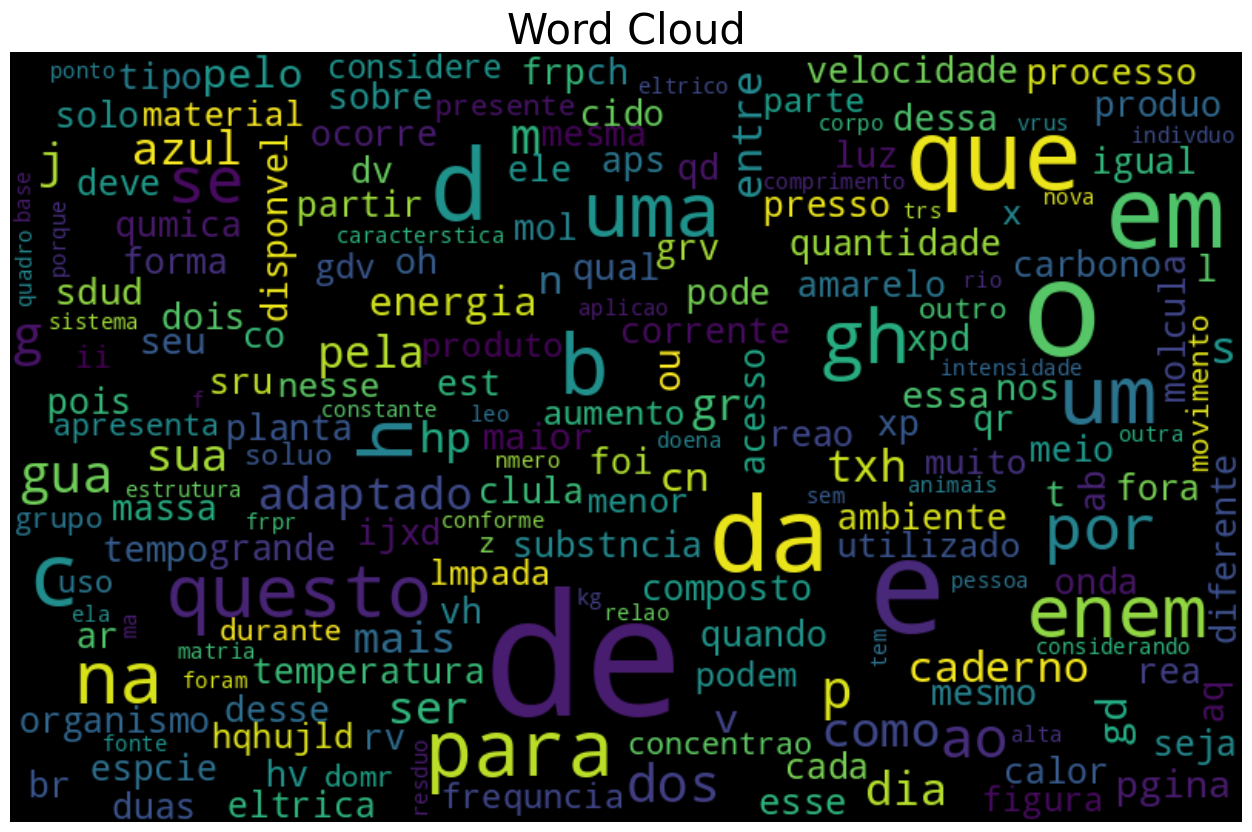 Word Cloud
ponto tipo pelo considere frp ch eltrico entre velocidade processo
solo material sobre presente cido parte corpo dessa vrus produo indivduo
j azul se disponvel ocorre m mesma d dv ele aps qd luz que igual
deve base quadro porque qumica partir caracterstica mol uma comprimento presso trs x nova em
forma gdv oh n qual grv quantidade carbono molcula l
sdud energia aplicao pode amarelo rio outro o
g sistema dois co seu ii pela produto b corrente ou acesso gh xpd intensidade movimento s
f sru nesse est essa nos um
pois constante leo aumento gr qr
apresenta planta h hp maior doena reao xp meio outra
soluo sua nmero foi txh muito
gua estrutura adaptado clula cn menor sem animais t ab fora diferente
grupo massa frpr ijxd conforme da ambiente por
tempo grande z substncia utilizado
c uso questo lmpada composto e pessoa onda
ela ma vh de kg relao enem
ar durante mais quando tem considerando
na matria foram temperatura podem caderno rea
p mesmo aq
organismo desse ser v
fonte hqhujld rv para concentrao como ao alta gd seja
espcie hv domr resduo cada calor
br duas eltrica frequncia dos esse dia figura pgina